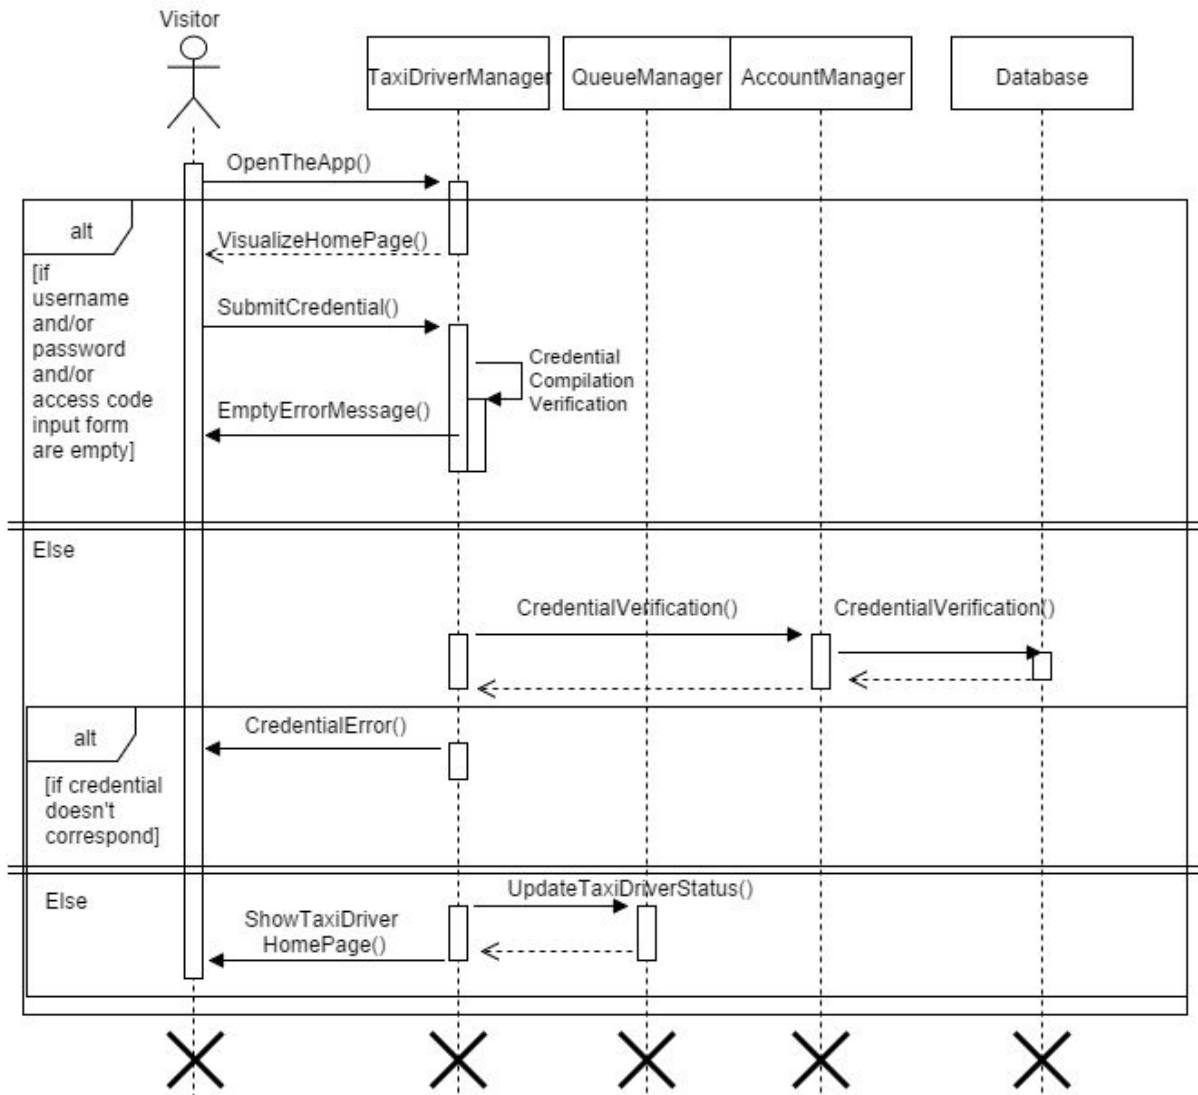 Visitor
TaxiDriverManager
QueueManager
AccountManager
Database
OpenTheApp()
alt
VisualizeHomePage()
[if
username
and/or
password
and/or
access code
input form
are empty]
SubmitCredential()
Credential
Compilation
Verification
EmptyErrorMessage()
Else
CredentialVerification()
CredentialVerification()
alt
CredentialError()
[if credential
doesn't
correspond]
Else
UpdateTaxiDriverStatus()
ShowTaxiDriver
HomePage()